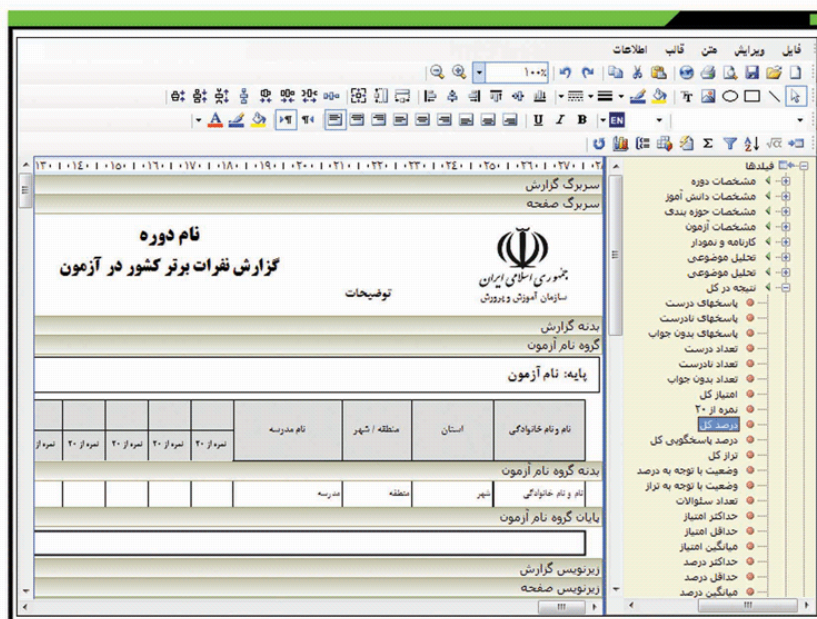 فایل ویرایش متن قالب اطلاعات
۱۰۰٪
EN
U I B
فیلدها
مشخصات دوره
مشخصات دانش آموز
مشخصات حوزه بندی
مشخصات آزمون
کارنامه و نمودار
تحلیل موضوعی
تحلیل موضوعی
نتیجه در کل
پاسخهای درست
پاسخهای نادرست
پاسخهای بدون جواب
تعداد درست
تعداد نادرست
تعداد بدون جواب
امتیاز کل
نمره از ۲۰
درصد کل
درصد پاسخگویی کل
تراز کل
وضعیت با توجه به درصد
وضعیت با توجه به تراز
تعداد سئوالات
حداکثر امتیاز
حداقل امتیاز
میانگین امتیاز
حداکثر درصد
حداقل درصد
میانگین درصد
سربرگ گزارش
سربرگ صفحه
نام دوره
گزارش نفرات برتر کشور در آزمون
توضیحات
جمهوری اسلامی ایران
سازمان آموزش و پرورش
بدنه گزارش
گروه نام آزمون
پایه: نام آزمون
نام و نام خانوادگی استان منطقه / شهر نام مدرسه
نمره از ۲۰ نمره از ۲۰ نمره از ۲۰ نمره از ۲۰
بدنه گروه نام آزمون
نام و نام خانوادگی شهر منطقه مدرسه
پایان گروه نام آزمون
زیرنویس گزارش
زیرنویس صفحه